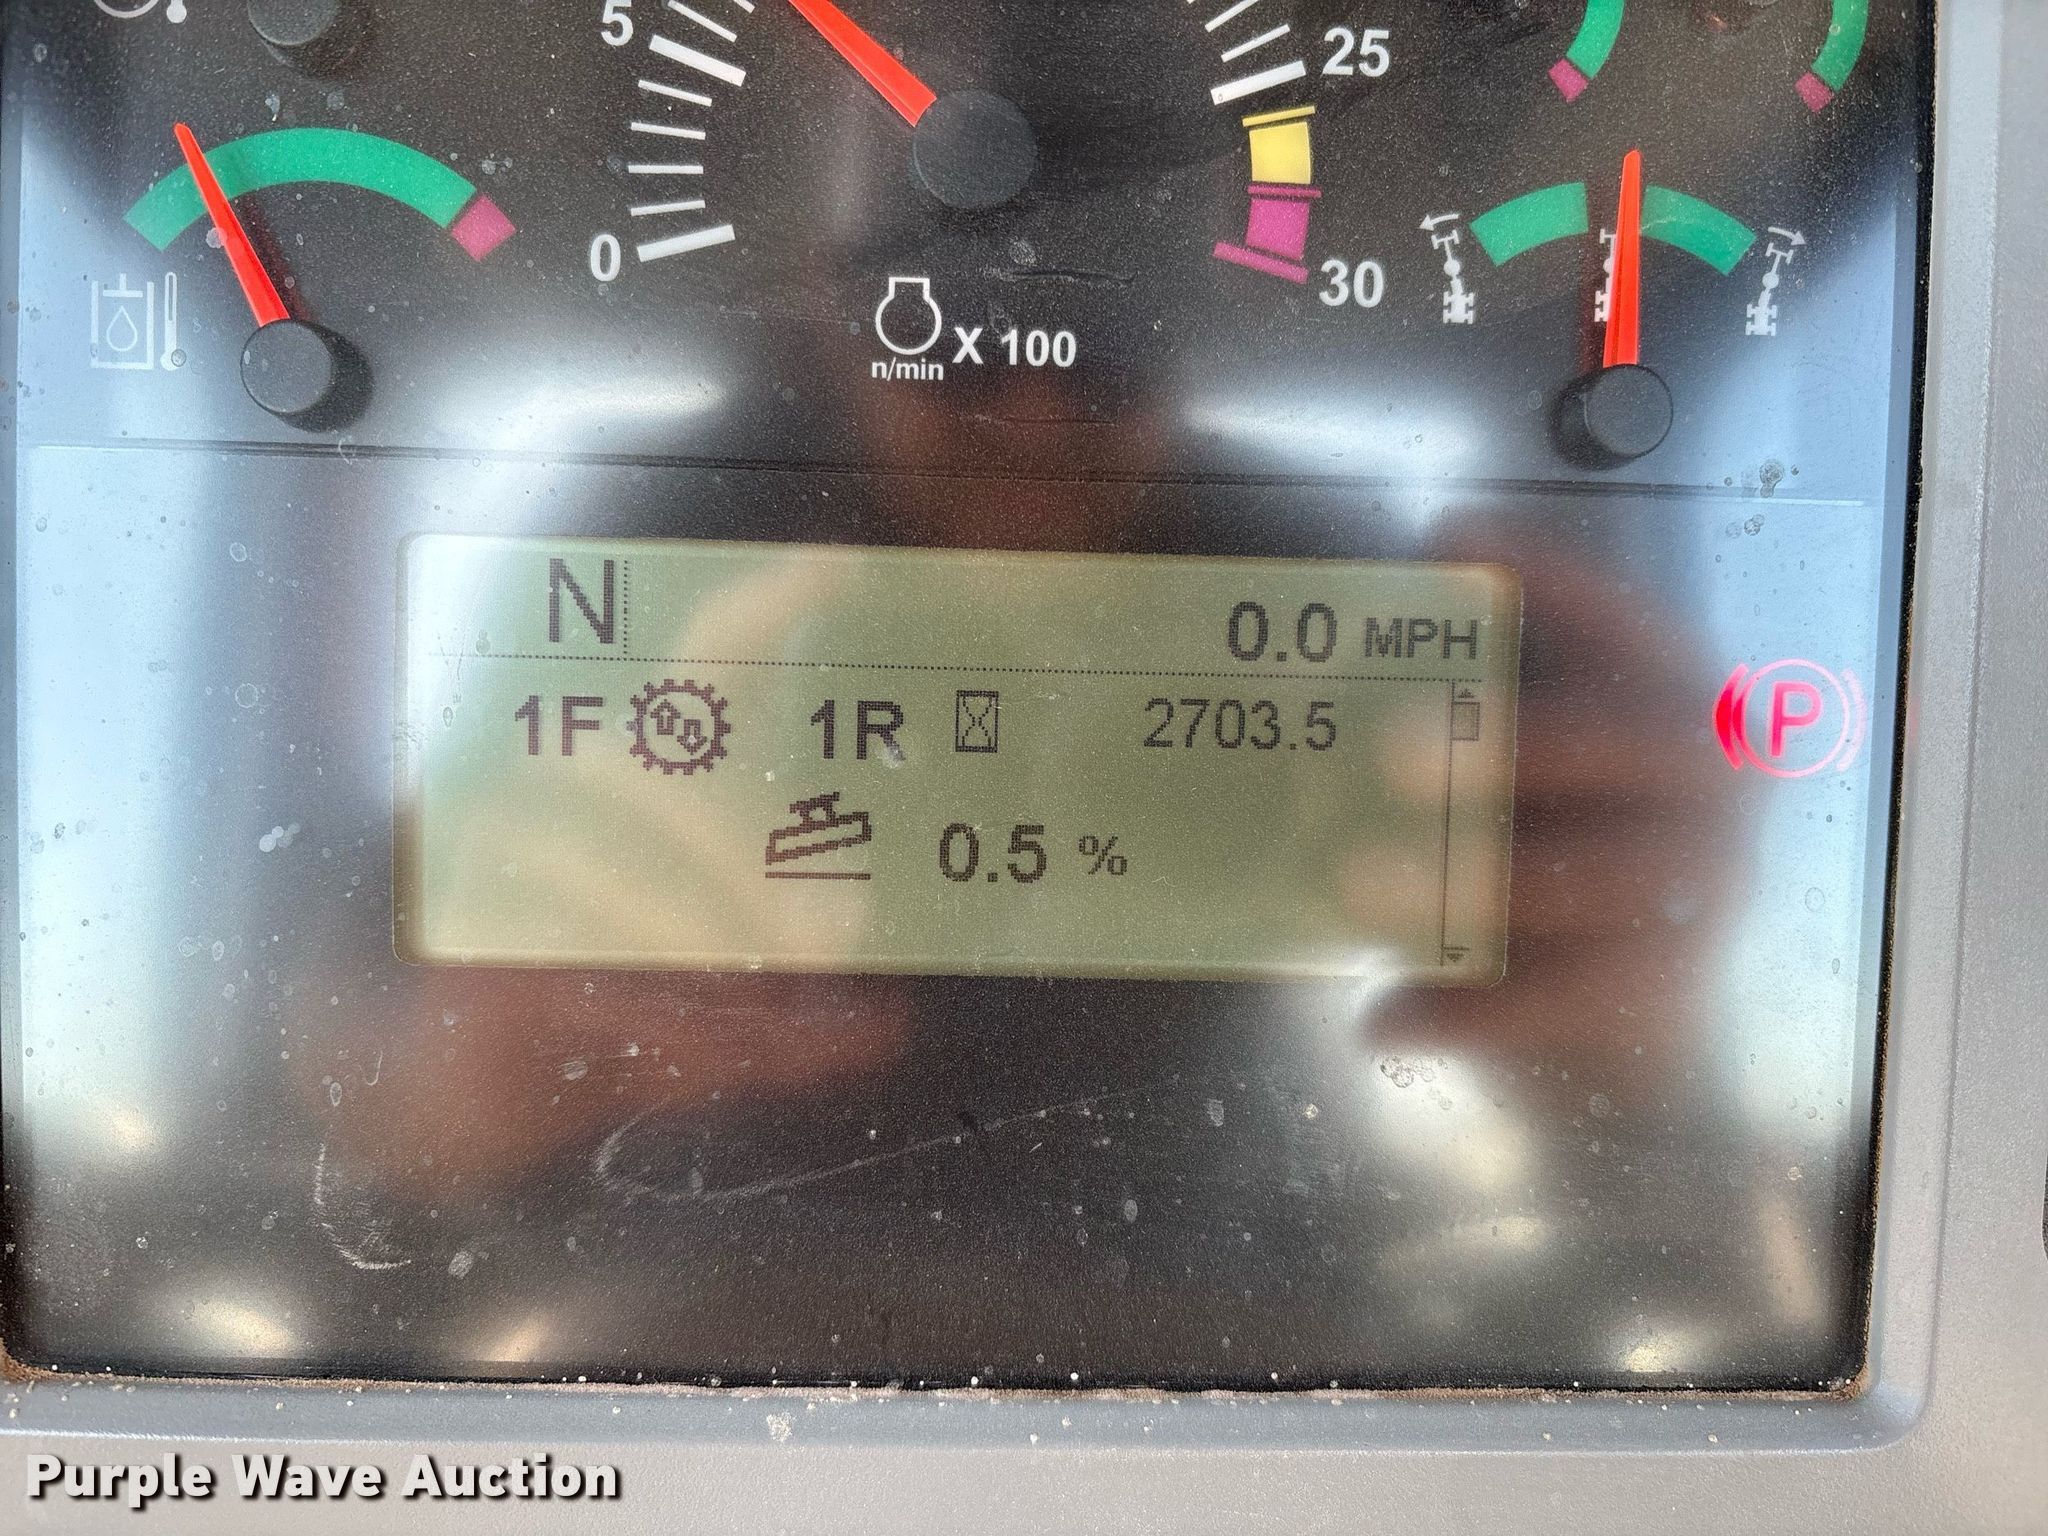 5
25
0
30
n/min X 100
N
0.0 MPH
1F 1R 2703.5
0.5 %
P
Purple Wave Auction